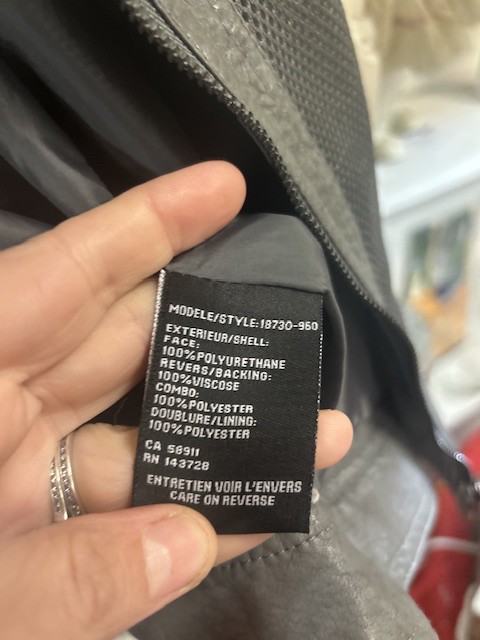 MODELE/STYLE:18730-960
EXTERIEUR/SHELL:
FACE:
100%POLYURETHANE
REVERS/BACKING:
100%VISCOSE
COMBO:
100%POLYESTER
DOUBLURE/LINING:
100%POLYESTER
CA 56911
RN 143728
ENTRETIEN VOIR L'ENVERS
CARE ON REVERSE